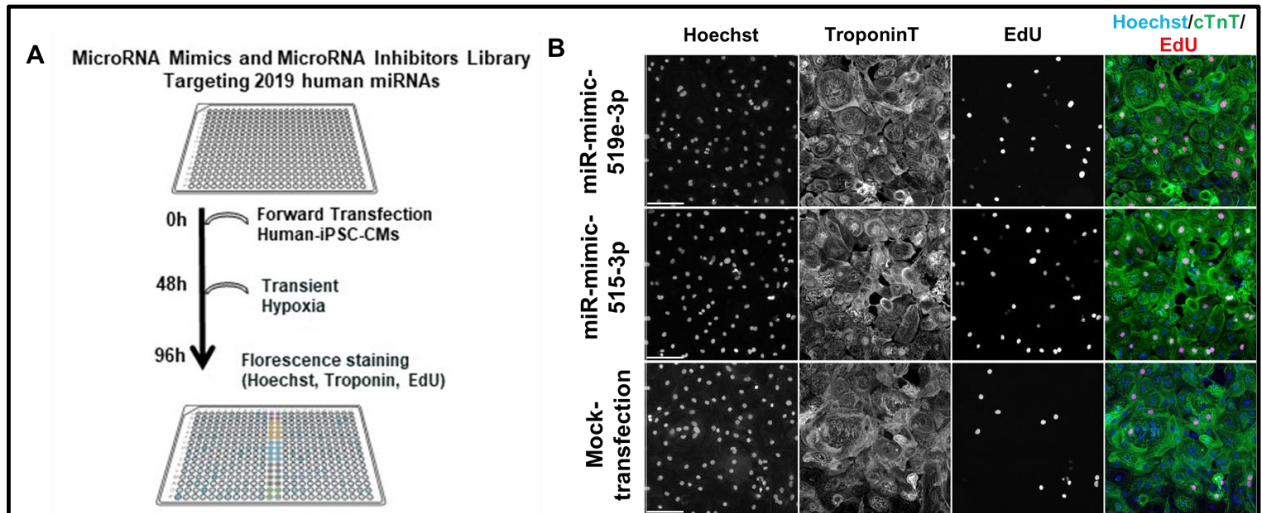 A
MicroRNA Mimics and MicroRNA Inhibitors Library
Targeting 2019 human miRNAs
0h
Forward Transfection
Human-iPSC-CMs
48h
Transient
Hypoxia
96h
Florescence staining
(Hoechst, Troponin, EdU)
B
Hoechst
TroponinT
EdU
Hoechst/cTnT/
EdU
miR-mimic-
519e-3p
miR-mimic-
515-3p
Mock-
transfection